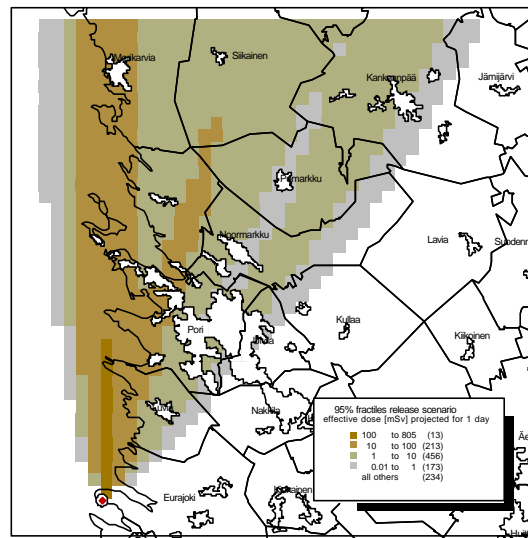 Merikarvia
Siikainen
Kankaanpää
Jämijärvi
Pomarkku
Noormarkku
Lavia
Pori
Ulvila
Kullaa
Kiikoinen
Luvia
Nakkila
Eurajoki
95% fractiles release scenario
effective dose [mSv] projected for 1 day
100 to 805 (13)
10 to 100 (213)
1 to 10 (456)
0.01 to 1 (173)
all others (234)